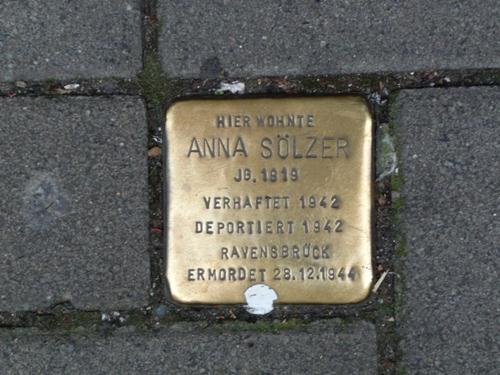 HIER WOHNTE
ANNA SÖLZER
JG. 1919
VERHAFTET 1942
DEPORTIERT 1942
RAVENSBRÜCK
ERMORDET 28.12.1944